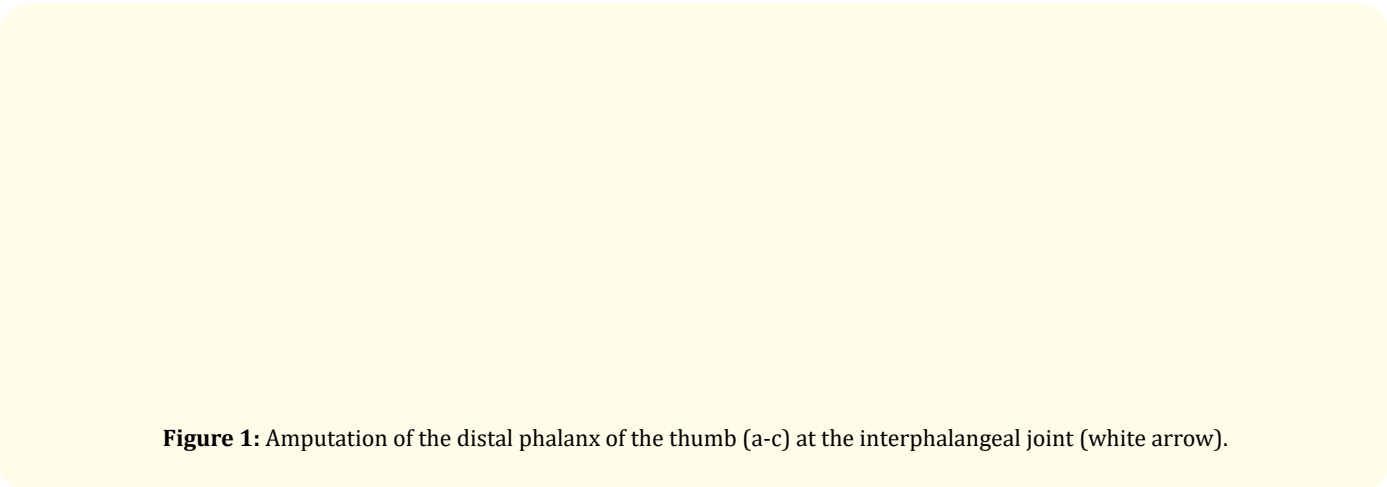 Figure 1: Amputation of the distal phalanx of the thumb (a-c) at the interphalangeal joint (white arrow).